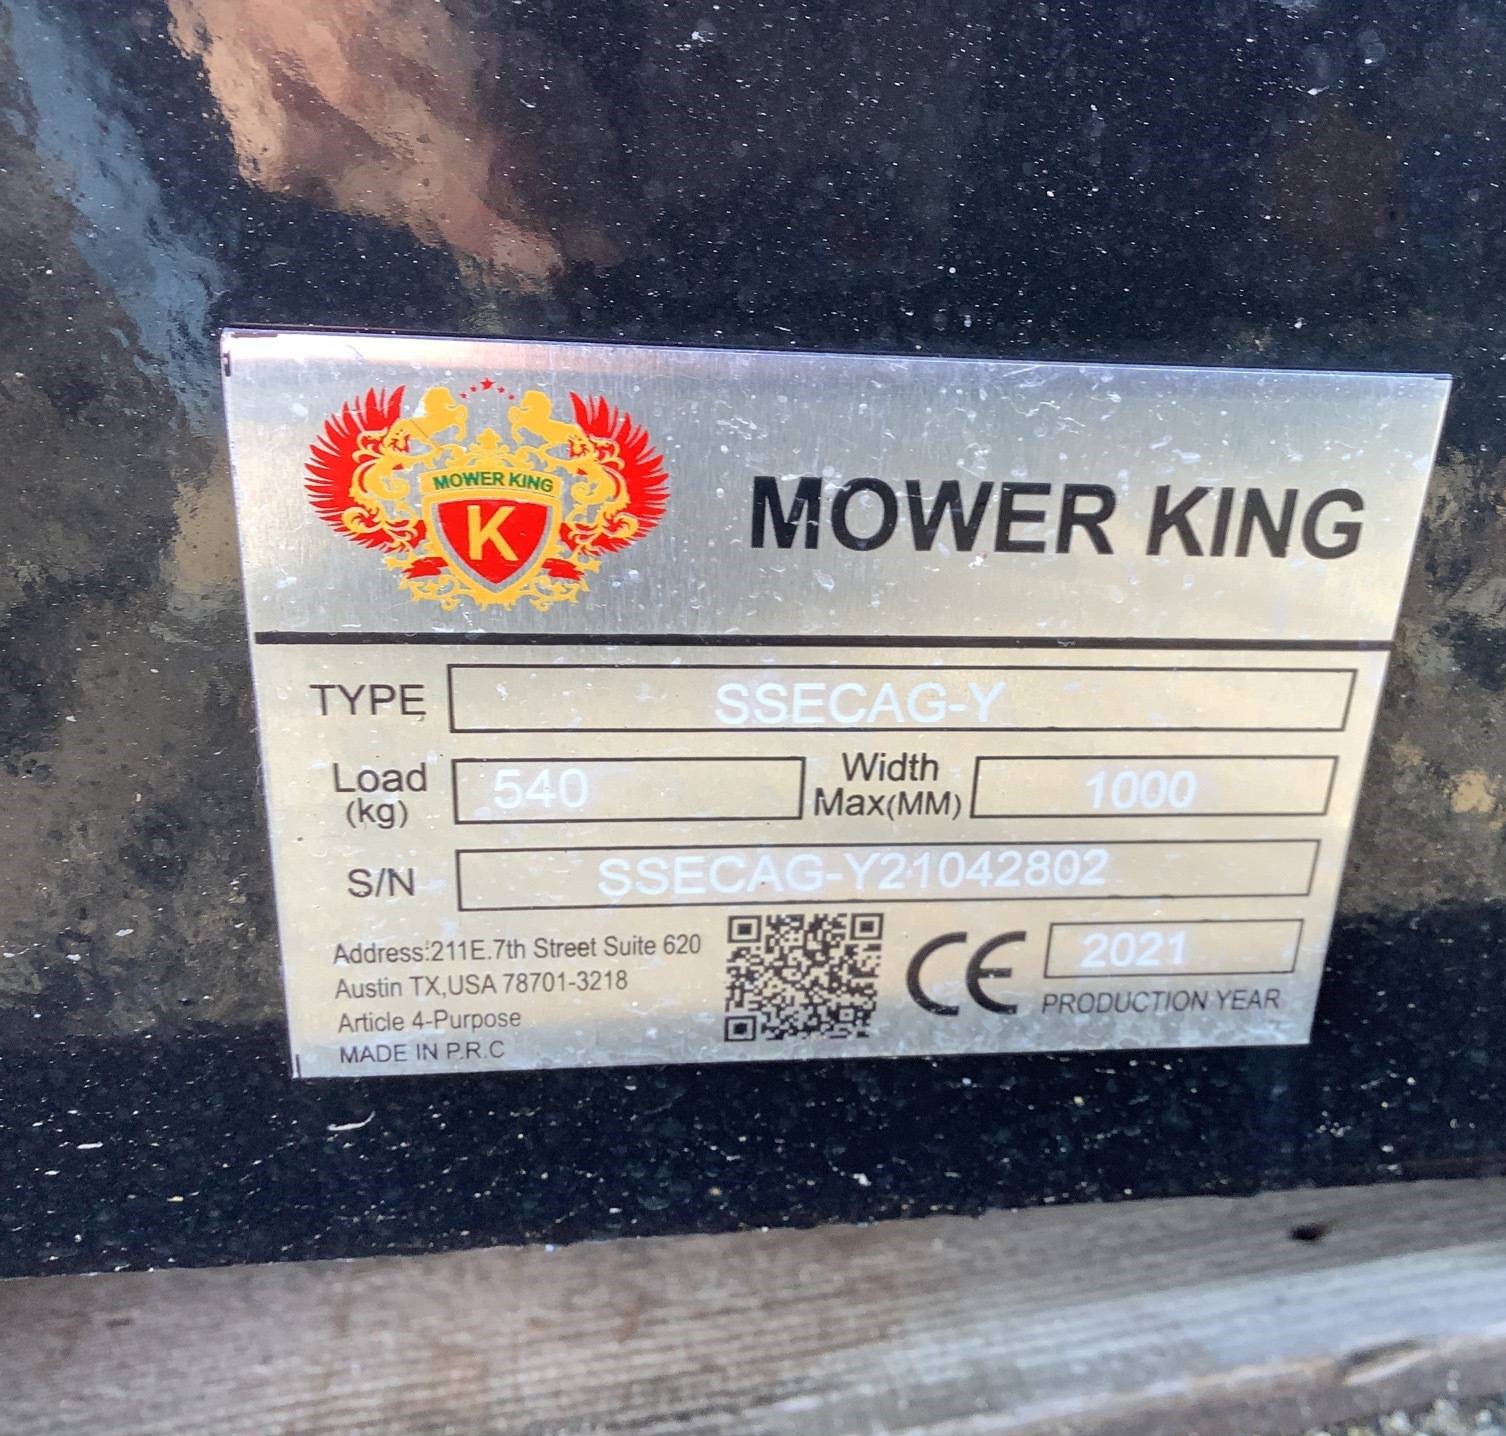 MOWER KING
K
MOWER KING
TYPE SSECAG-Y
Load (kg) 540 Width Max(MM) 1000
S/N SSECAG-Y21042802
Address:211E.7th Street Suite 620
Austin TX,USA 78701-3218
Article 4-Purpose
MADE IN P.R.C
CE
2021
PRODUCTION YEAR